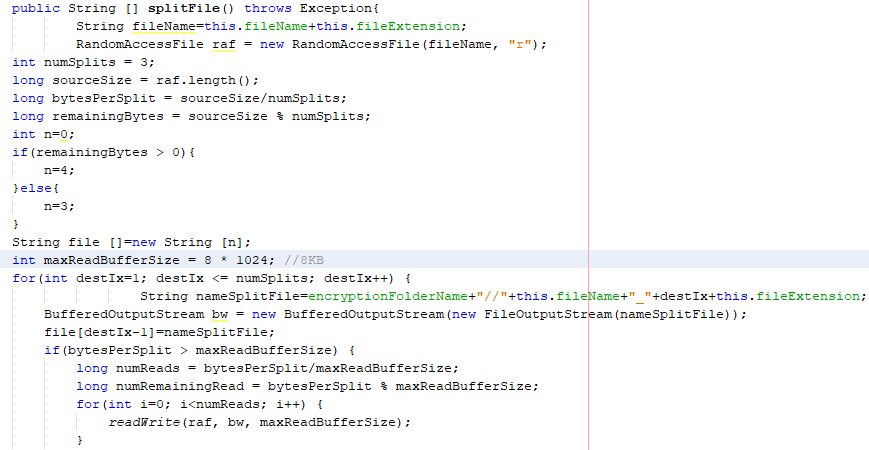 public String [] splitFile() throws Exception{
String fileName=this.fileName+this.fileExtension;
RandomAccessFile raf = new RandomAccessFile(fileName, "r");
int numSplits = 3;
long sourceSize = raf.length();
long bytesPerSplit = sourceSize/numSplits;
long remainingBytes = sourceSize % numSplits;
int n=0;
if(remainingBytes > 0){
n=4;
}else{
n=3;
}
String file []=new String [n];
int maxReadBufferSize = 8 * 1024; //8KB
for(int destIx=1; destIx <= numSplits; destIx++) {
String nameSplitFile=encryptionFolderName+"//"+this.fileName+"_"+destIx+this.fileExtension;
BufferedOutputStream bw = new BufferedOutputStream(new FileOutputStream(nameSplitFile));
file[destIx-1]=nameSplitFile;
if(bytesPerSplit > maxReadBufferSize) {
long numReads = bytesPerSplit/maxReadBufferSize;
long numRemainingRead = bytesPerSplit % maxReadBufferSize;
for(int i=0; i<numReads; i++) {
readWrite(raf, bw, maxReadBufferSize);
}